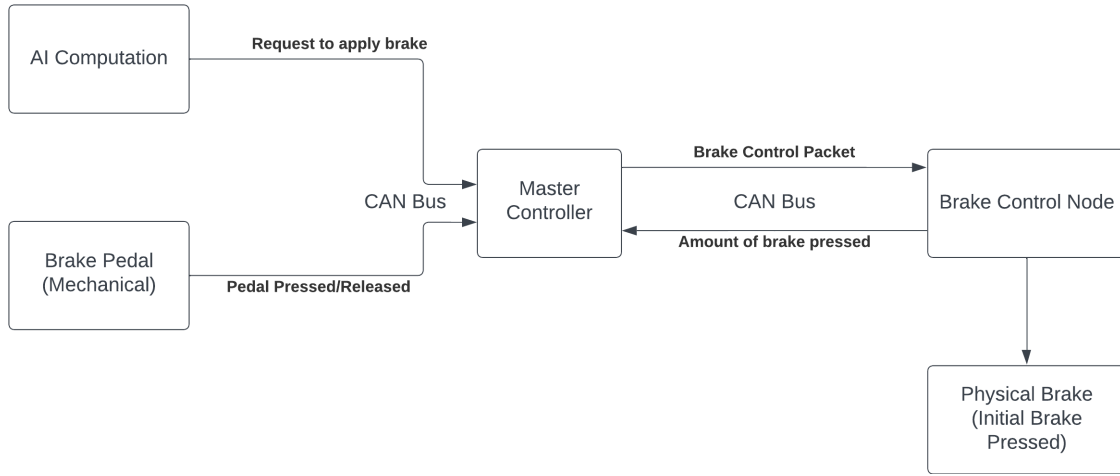 AI Computation
Request to apply brake
Brake Pedal
(Mechanical)
Pedal Pressed/Released
CAN Bus
Master
Controller
Brake Control Packet
CAN Bus
Amount of brake pressed
Brake Control Node
Physical Brake
(Initial Brake
Pressed)